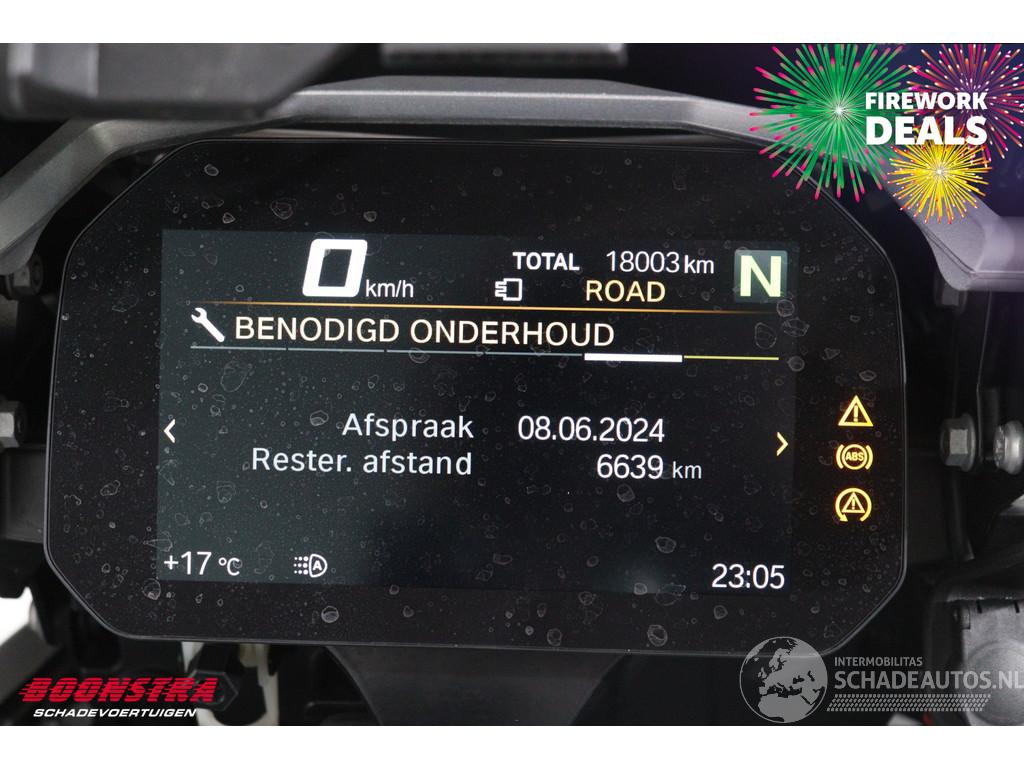 FIREWORK
DEALS
0 km/h
TOTAL 18003 km
ROAD
N
BENODIGD ONDERHOUD
Afspraak 08.06.2024
Rester. afstand 6639 km
ABS
+17 °C
A
23:05
BOONSTRA
SCHADEVOERTUIGEN
INTERMOBILITAS
SCHADEAUTOS.NL